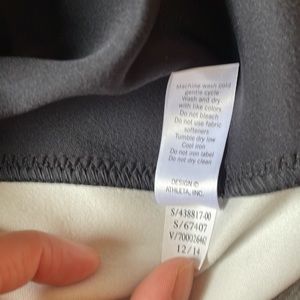 Machine wash cold
gentle cycle
Wash and dry
with like colors
Do not bleach
Do not use fabric
softeners
Tumble dry low
Cool iron
Do not iron label
Do not dry clean
DESIGN ©
ATHLETA, INC.
S/438817-00
S/67407
V/70002640
12/14